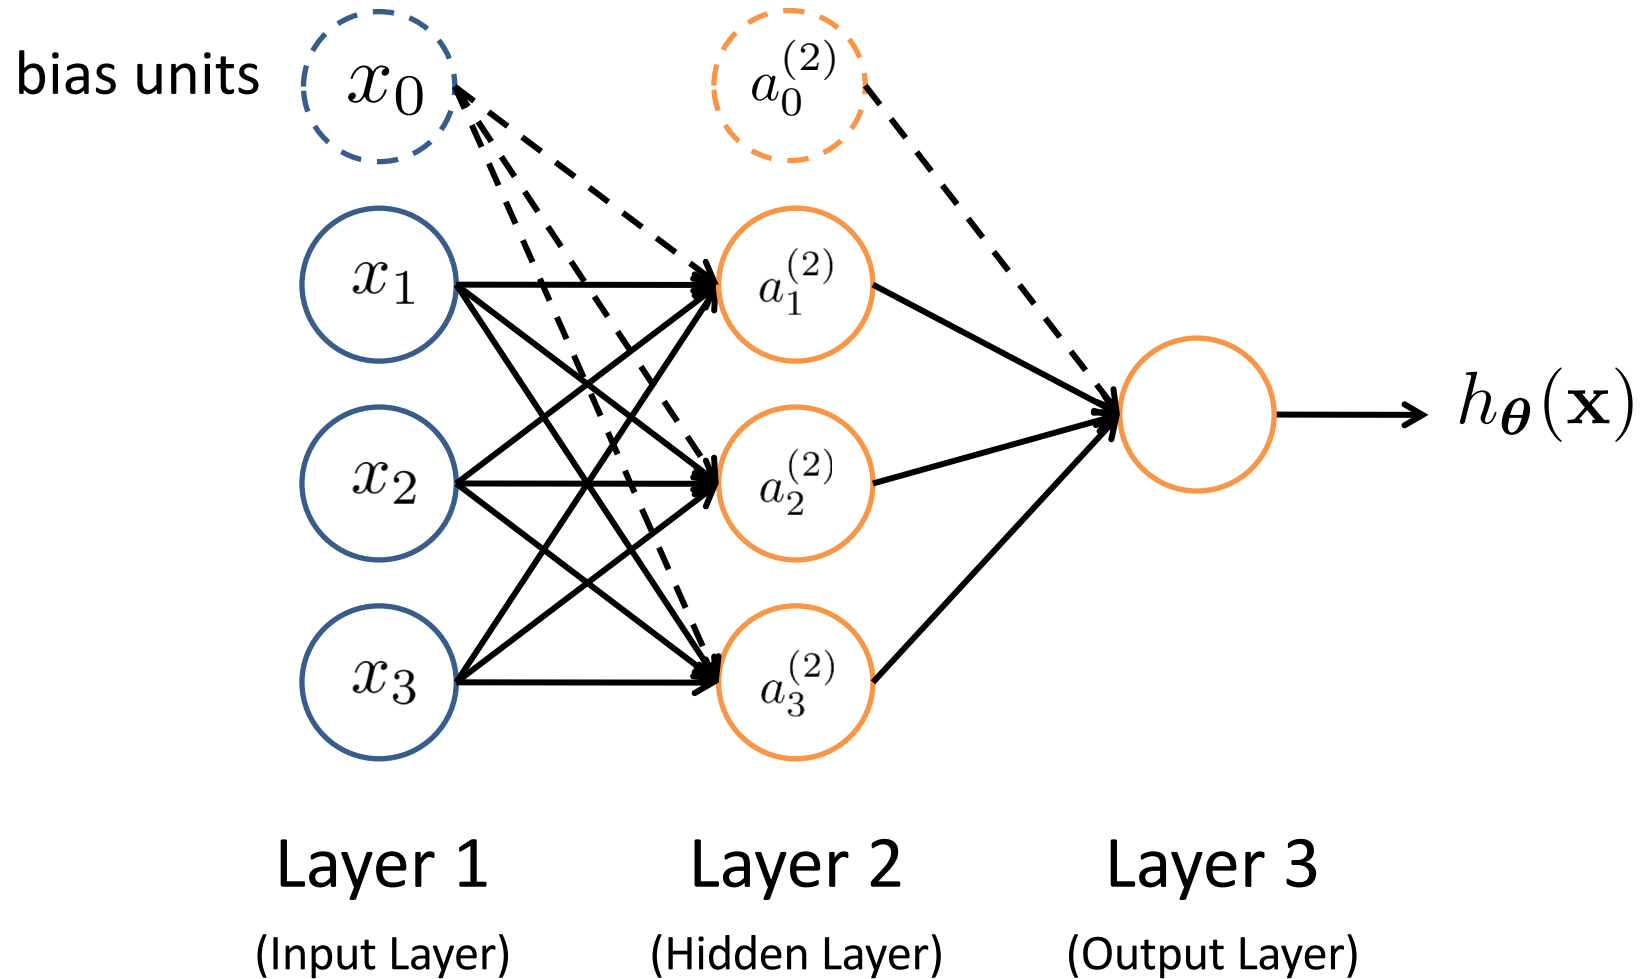 bias units
x₀
a₀⁽²⁾
x₁
a₁⁽²⁾
x₂
a₂⁽²⁾
x₃
a₃⁽²⁾
h_𝜽(𝐱)
Layer 1
Layer 2
Layer 3
(Input Layer)
(Hidden Layer)
(Output Layer)